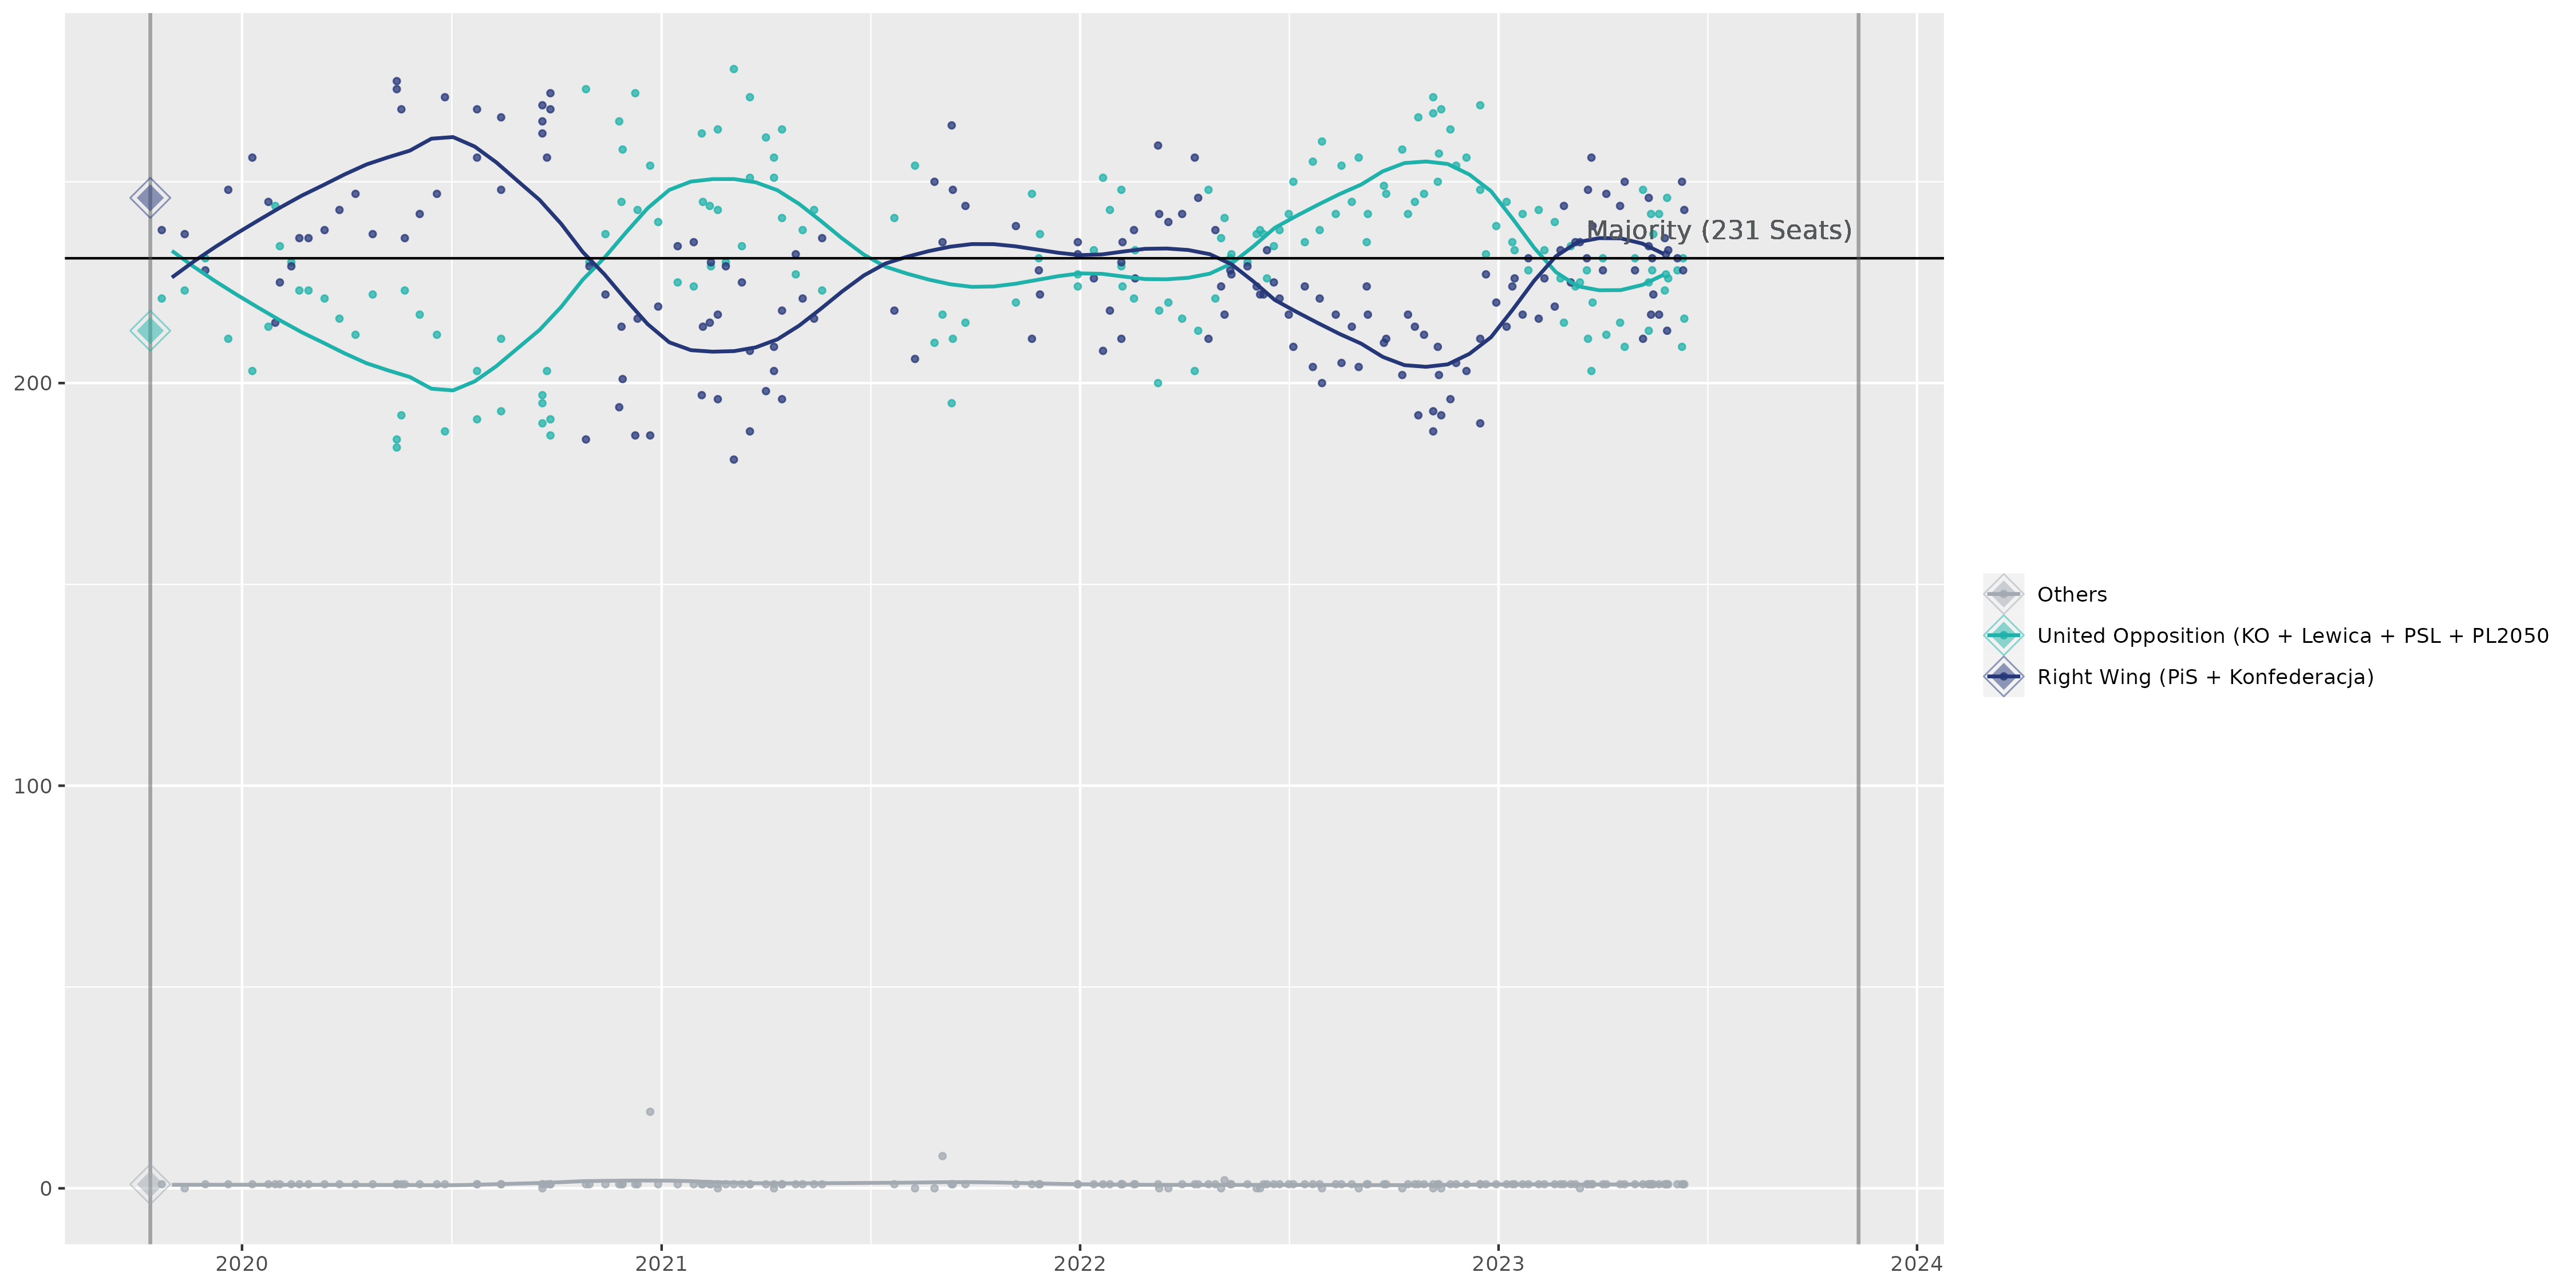 Majority (231 Seats)
200
100
0
2020
2021
2022
2023
2024
Others
United Opposition (KO + Lewica + PSL + PL2050
Right Wing (PiS + Konfederacja)